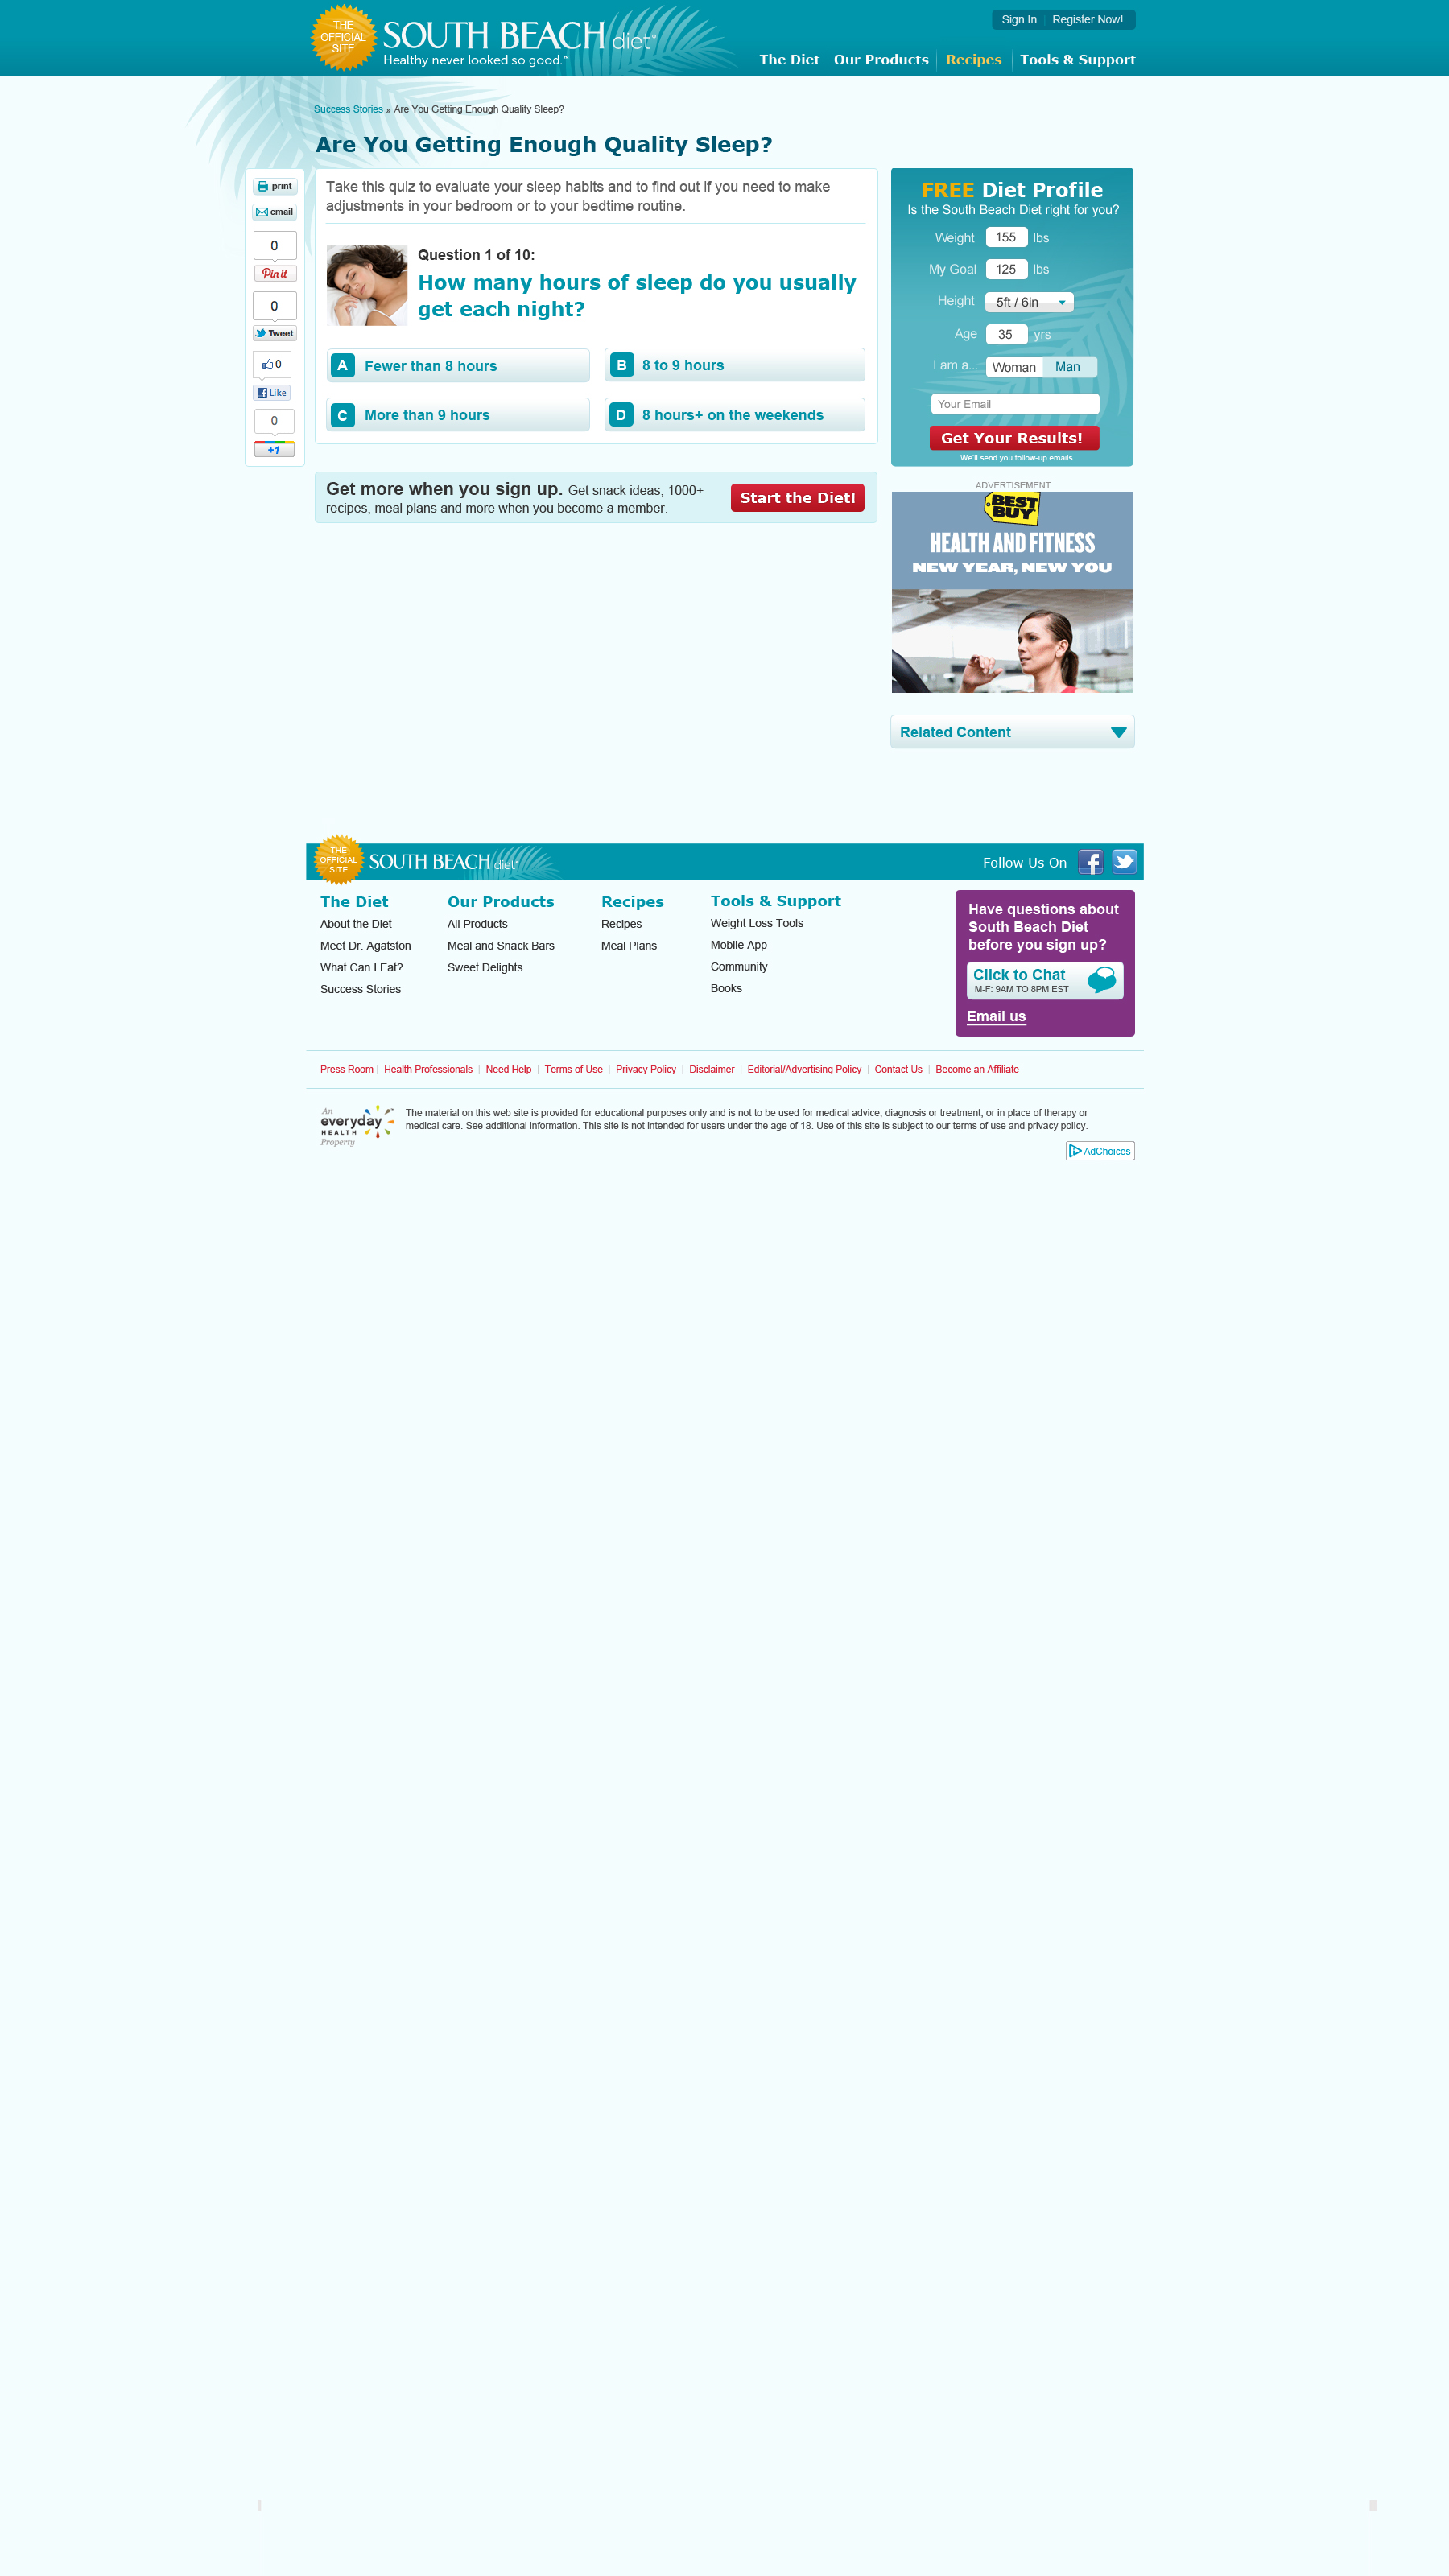 THE
OFFICIAL
SITE
SOUTH BEACH diet
Healthy never looked so good.™
Sign In
Register Now!
The Diet
Our Products
Recipes
Tools & Support
Success Stories » Are You Getting Enough Quality Sleep?
Are You Getting Enough Quality Sleep?
print
email
0
Pin it
0
Tweet
0
Like
0
+1
Take this quiz to evaluate your sleep habits and to find out if you need to make
adjustments in your bedroom or to your bedtime routine.
Question 1 of 10:
How many hours of sleep do you usually
get each night?
A Fewer than 8 hours
B 8 to 9 hours
C More than 9 hours
D 8 hours+ on the weekends
Get more when you sign up. Get snack ideas, 1000+
recipes, meal plans and more when you become a member.
Start the Diet!
FREE Diet Profile
Is the South Beach Diet right for you?
Weight 155 lbs
My Goal 125 lbs
Height 5ft / 6in
Age 35 yrs
I am a... Woman Man
Your Email
Get Your Results!
We'll send you follow-up emails.
ADVERTISEMENT
BEST
BUY
HEALTH AND FITNESS
NEW YEAR, NEW YOU
Related Content
THE
OFFICIAL
SITE
SOUTH BEACH diet
Follow Us On
The Diet
About the Diet
Meet Dr. Agatston
What Can I Eat?
Success Stories
Our Products
All Products
Meal and Snack Bars
Sweet Delights
Recipes
Recipes
Meal Plans
Tools & Support
Weight Loss Tools
Mobile App
Community
Books
Have questions about
South Beach Diet
before you sign up?
Click to Chat
M-F: 9AM TO 8PM EST
Email us
Press Room | Health Professionals | Need Help | Terms of Use | Privacy Policy | Disclaimer | Editorial/Advertising Policy | Contact Us | Become an Affiliate
An
everyday
HEALTH
Property
The material on this web site is provided for educational purposes only and is not to be used for medical advice, diagnosis or treatment, or in place of therapy or
medical care. See additional information. This site is not intended for users under the age of 18. Use of this site is subject to our terms of use and privacy policy.
AdChoices